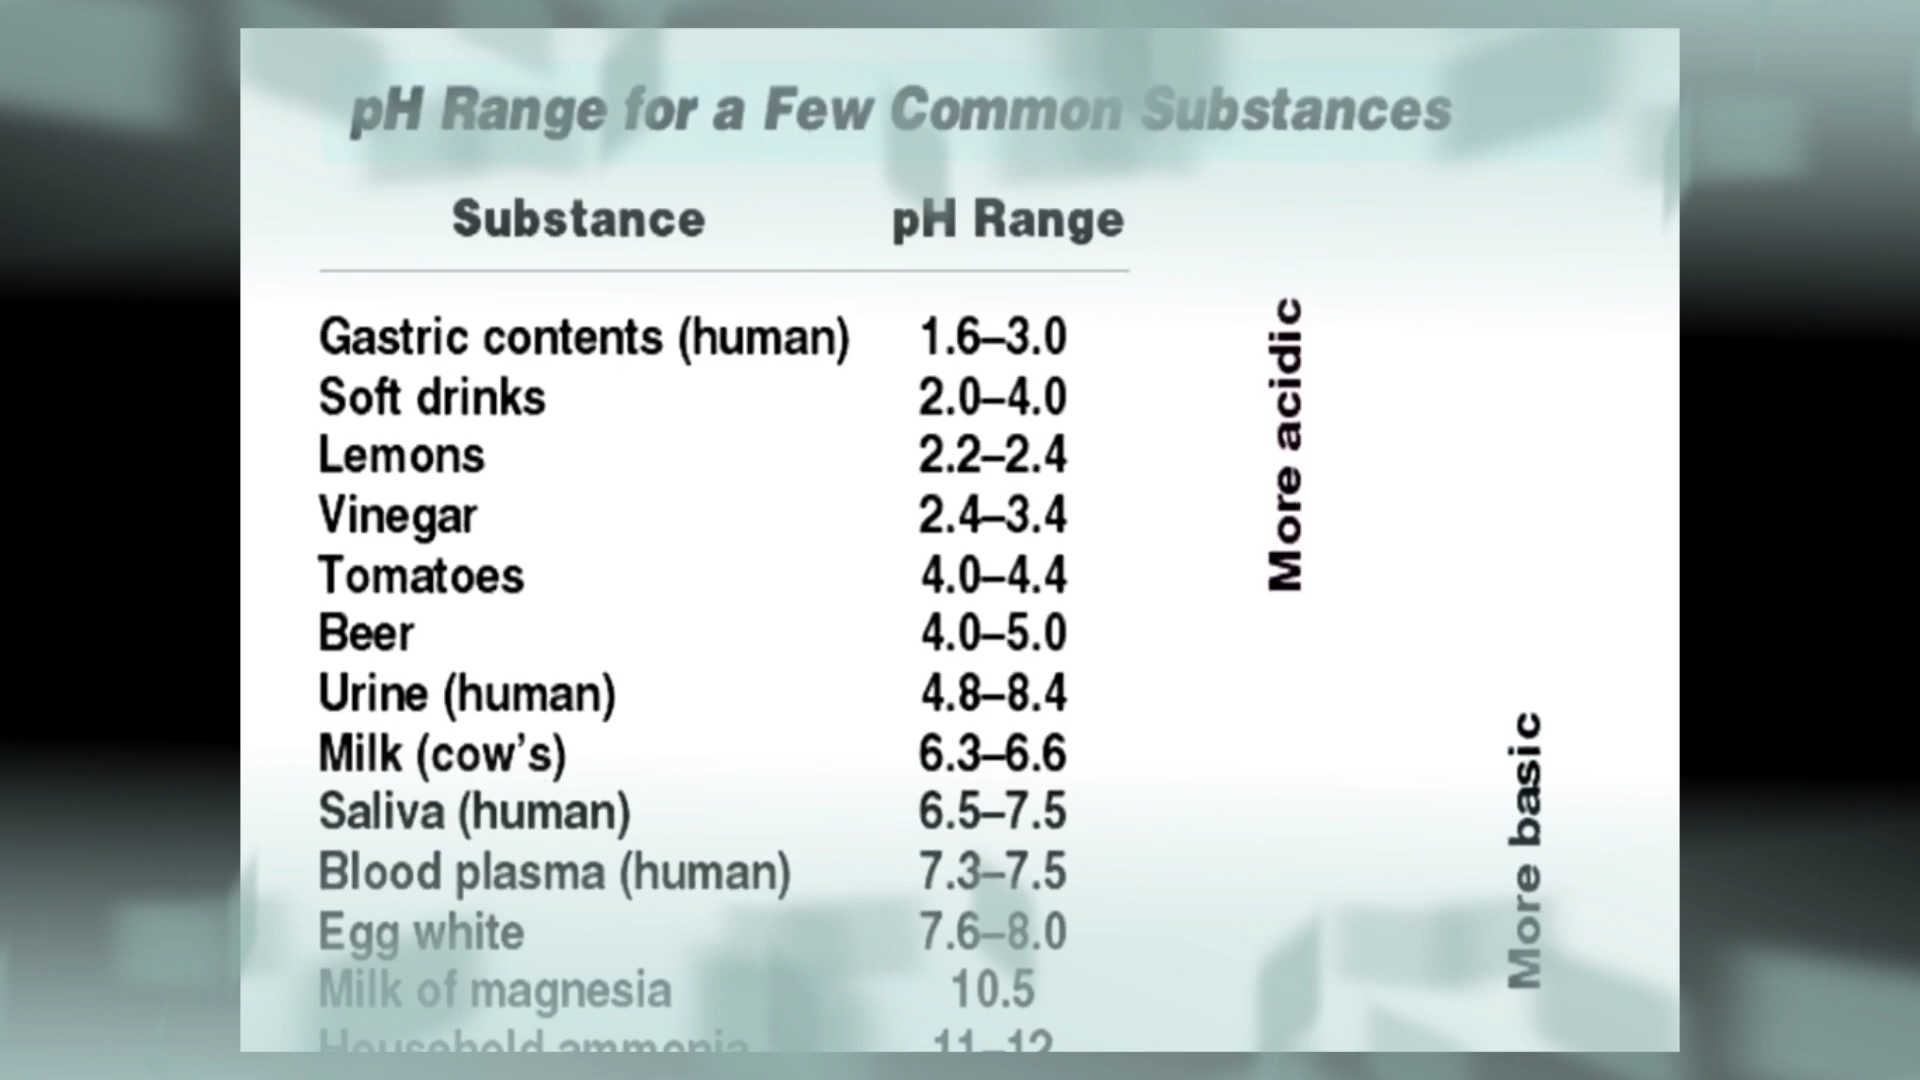 pH Range for a Few Common Substances
Substance pH Range
Gastric contents (human) 1.6–3.0
Soft drinks 2.0–4.0
Lemons 2.2–2.4
Vinegar 2.4–3.4
Tomatoes 4.0–4.4
Beer 4.0–5.0
Urine (human) 4.8–8.4
Milk (cow's) 6.3–6.6
Saliva (human) 6.5–7.5
Blood plasma (human) 7.3–7.5
Egg white 7.6–8.0
Milk of magnesia 10.5
Household ammonia 11–12
More acidic
More basic